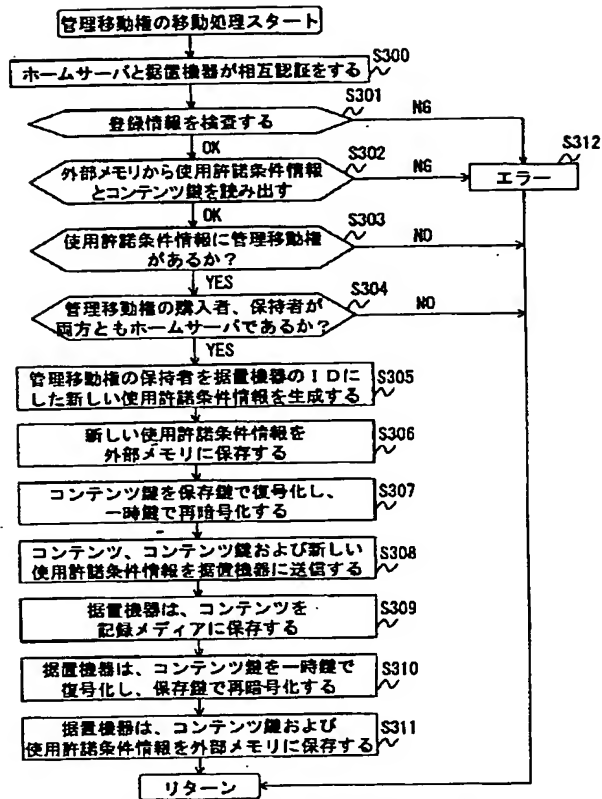 管理移動権の移動処理スタート
S300
ホームサーバと据置機器が相互認証をする
S301
登録情報を検査する
NG
OK
S302
外部メモリから使用許諾条件情報
とコンテンツ鍵を読み出す
NG
S312
エラー
OK
S303
使用許諾条件情報に管理移動権
があるか?
NO
YES
S304
管理移動権の購入者、保持者が
両方ともホームサーバであるか?
NO
YES
管理移動権の保持者を据置機器のIDに
した新しい使用許諾条件情報を生成する
S305
新しい使用許諾条件情報を
外部メモリに保存する
S306
コンテンツ鍵を保存鍵で復号化し、
一時鍵で再暗号化する
S307
コンテンツ、コンテンツ鍵および新しい
使用許諾条件情報を据置機器に送信する
S308
据置機器は、コンテンツを
記録メディアに保存する
S309
据置機器は、コンテンツ鍵を一時鍵で
復号化し、保存鍵で再暗号化する
S310
据置機器は、コンテンツ鍵および
使用許諾条件情報を外部メモリに保存する
S311
リターン